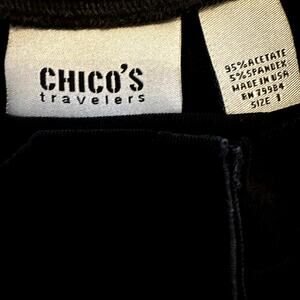 CHICO'S
travelers
95% ACETATE
5% SPANDEX
MADE IN USA
RN 79984
SIZE 1